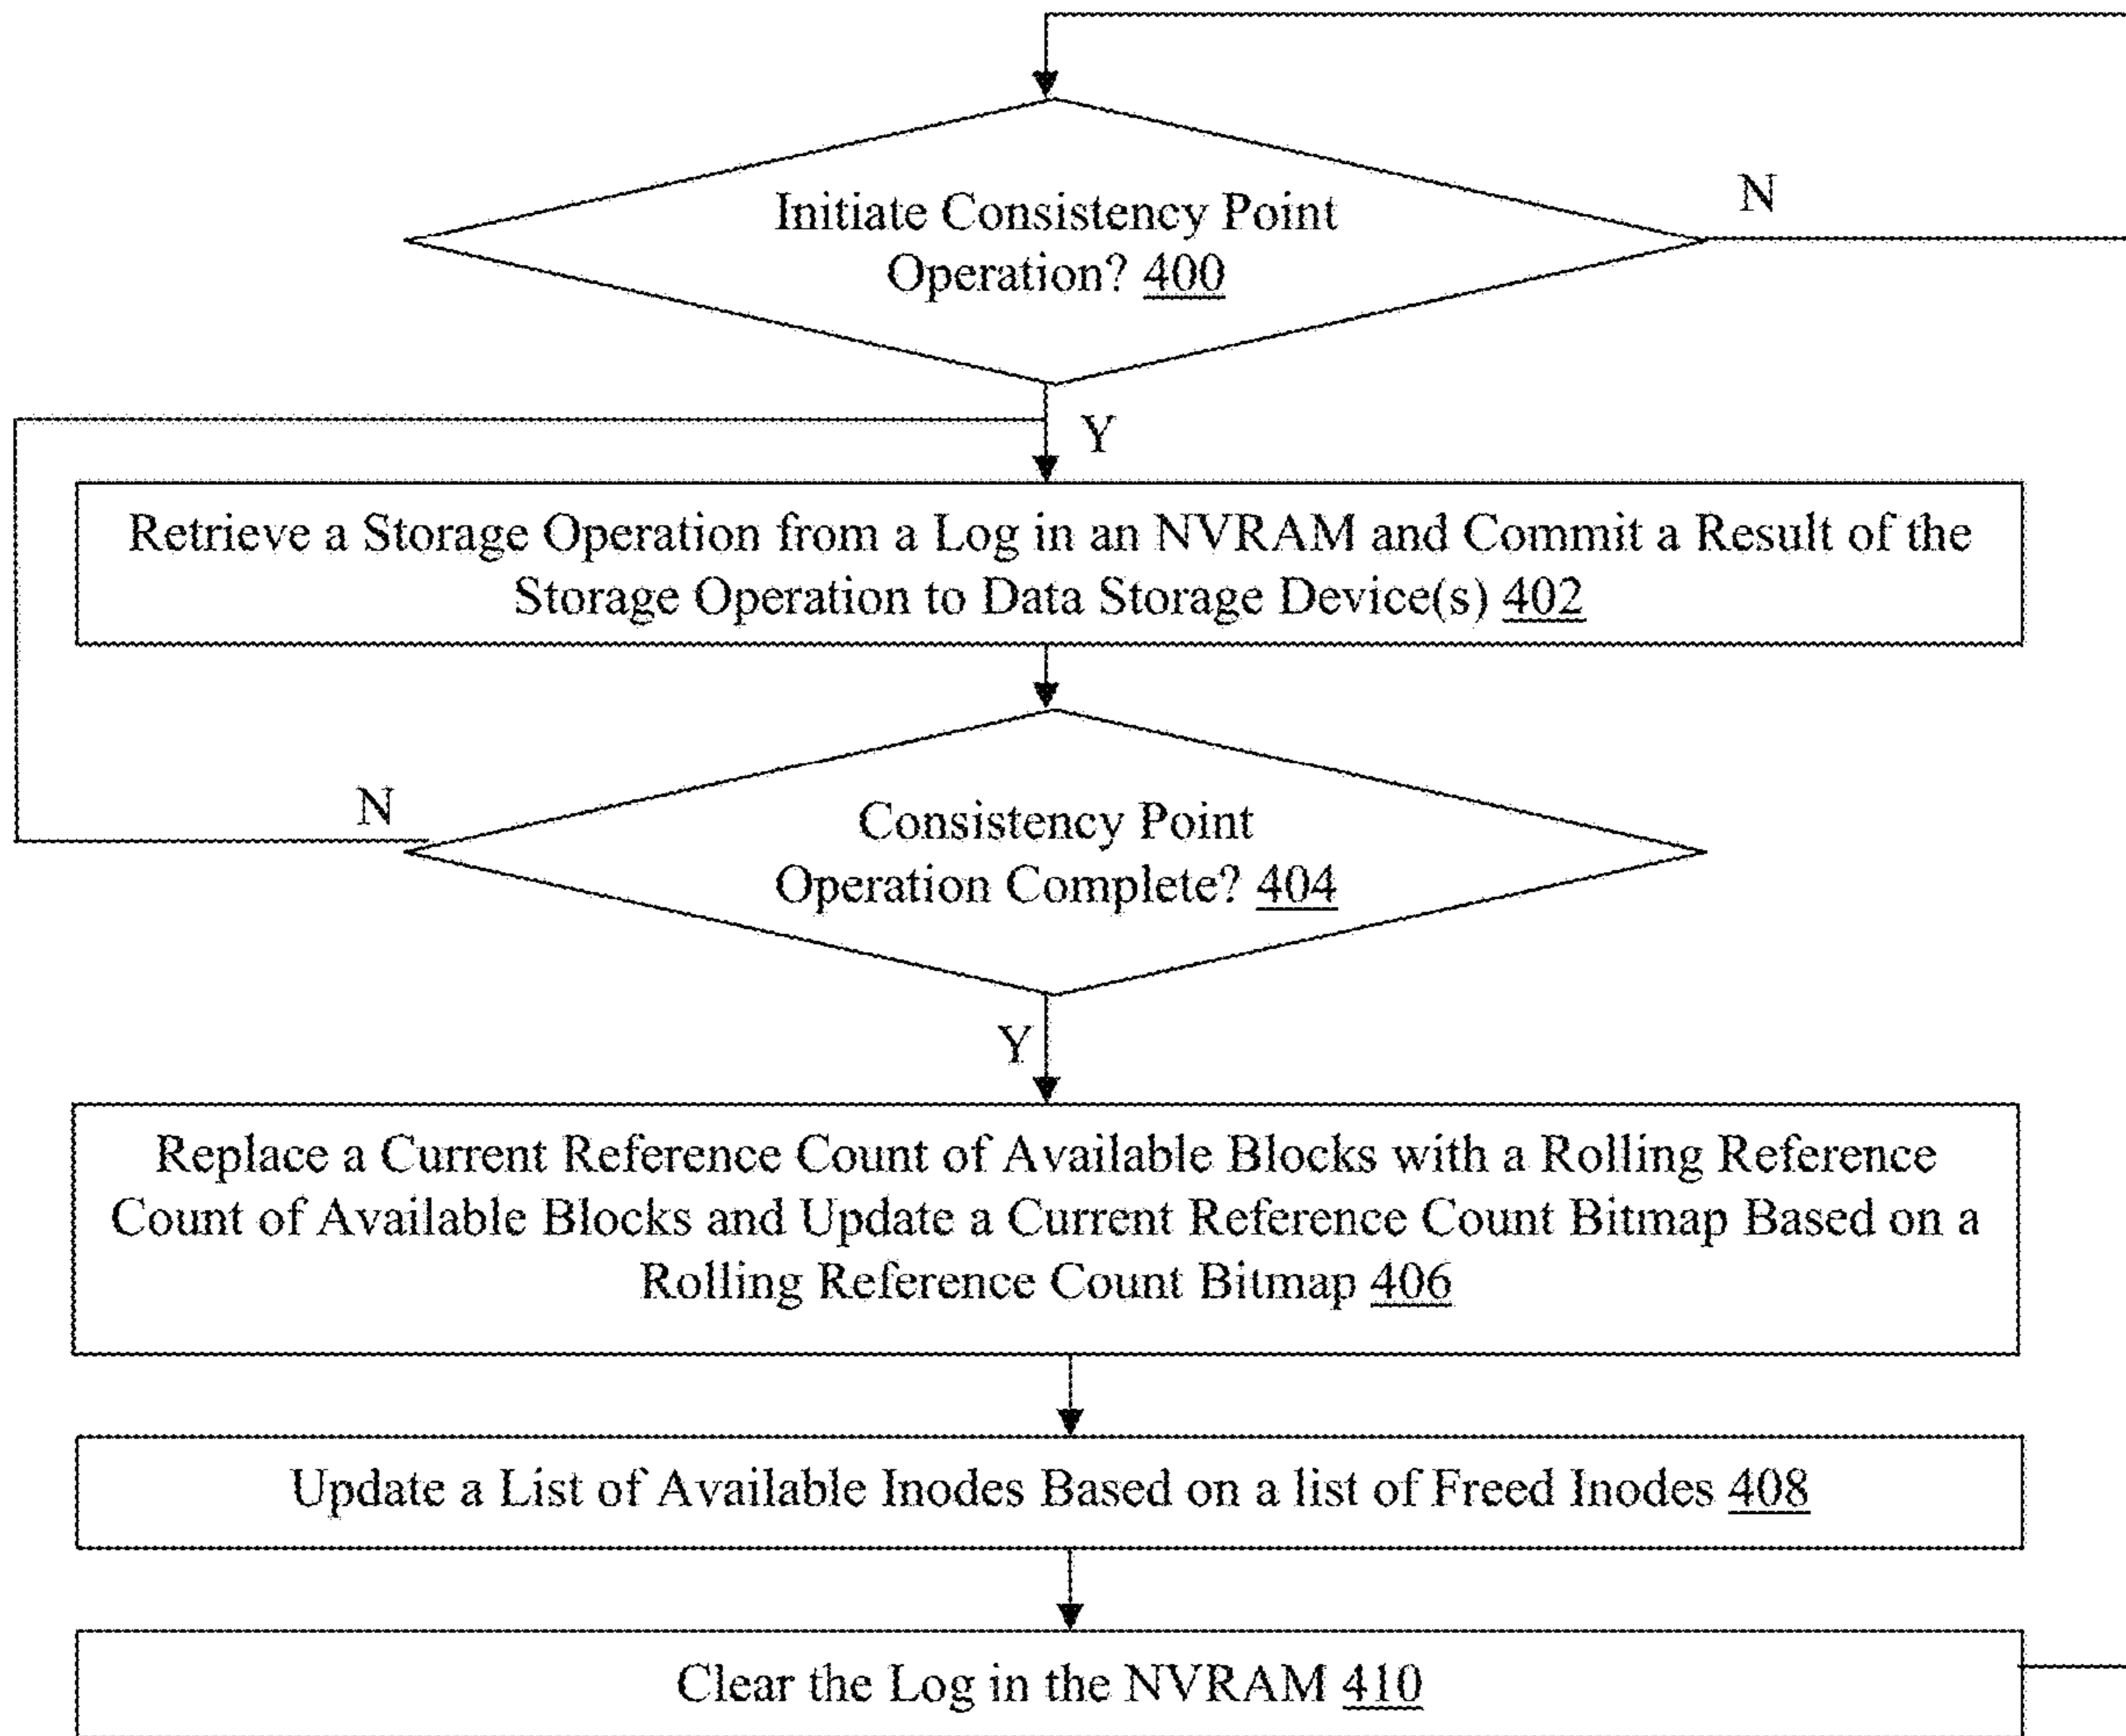 Initiate Consistency Point
Operation? 400
N
Y
Retrieve a Storage Operation from a Log in an NVRAM and Commit a Result of the
Storage Operation to Data Storage Device(s) 402
N
Consistency Point
Operation Complete? 404
Y
Replace a Current Reference Count of Available Blocks with a Rolling Reference
Count of Available Blocks and Update a Current Reference Count Bitmap Based on a
Rolling Reference Count Bitmap 406
Update a List of Available Inodes Based on a list of Freed Inodes 408
Clear the Log in the NVRAM 410